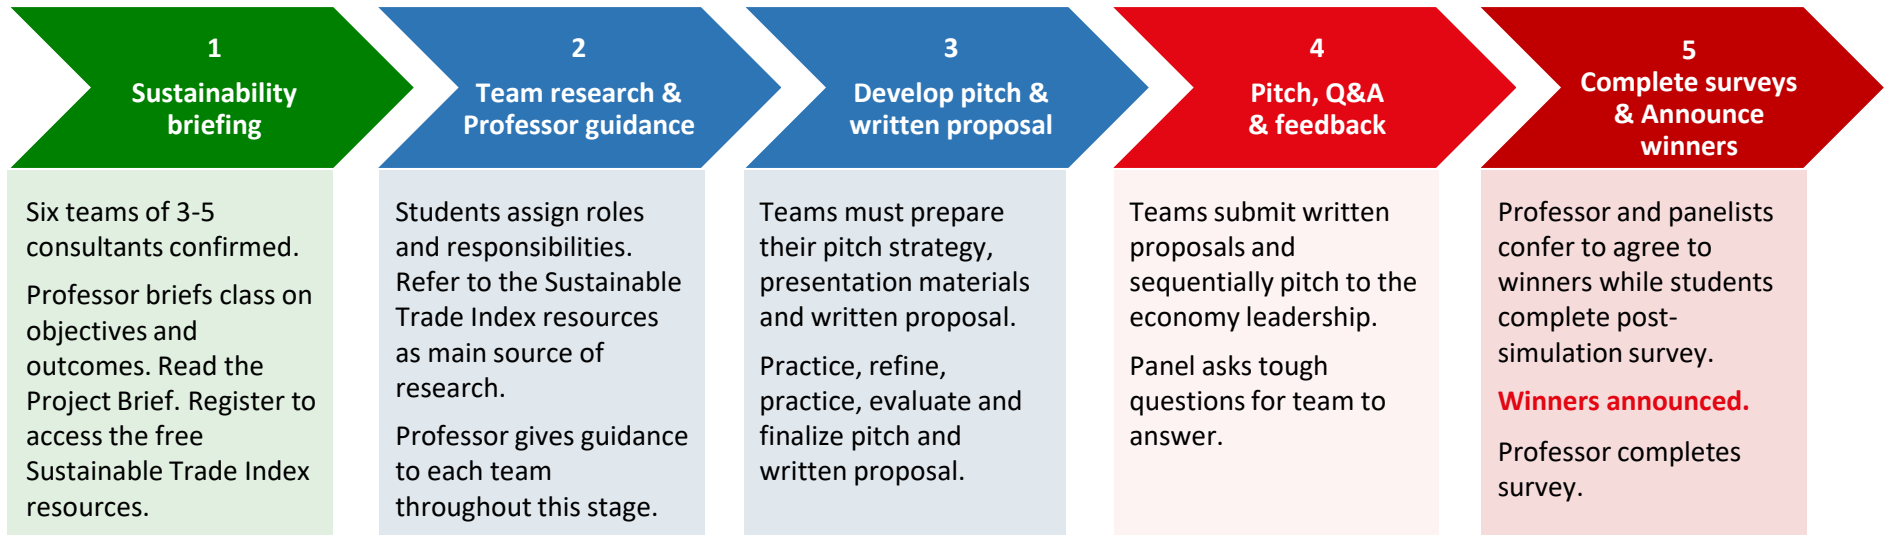 1
Sustainability
briefing
Six teams of 3-5
consultants confirmed.
Professor briefs class on
objectives and
outcomes. Read the
Project Brief. Register to
access the free
Sustainable Trade Index
resources.
2
Team research &
Professor guidance
Students assign roles
and responsibilities.
Refer to the Sustainable
Trade Index resources
as main source of
research.
Professor gives guidance
to each team
throughout this stage.
3
Develop pitch &
written proposal
Teams must prepare
their pitch strategy,
presentation materials
and written proposal.
Practice, refine,
practice, evaluate and
finalize pitch and
written proposal.
4
Pitch, Q&A
& feedback
Teams submit written
proposals and
sequentially pitch to the
economy leadership.
Panel asks tough
questions for team to
answer.
5
Complete surveys
& Announce
winners
Professor and panelists
confer to agree to
winners while students
complete post-
simulation survey.
Winners announced.
Professor completes
survey.